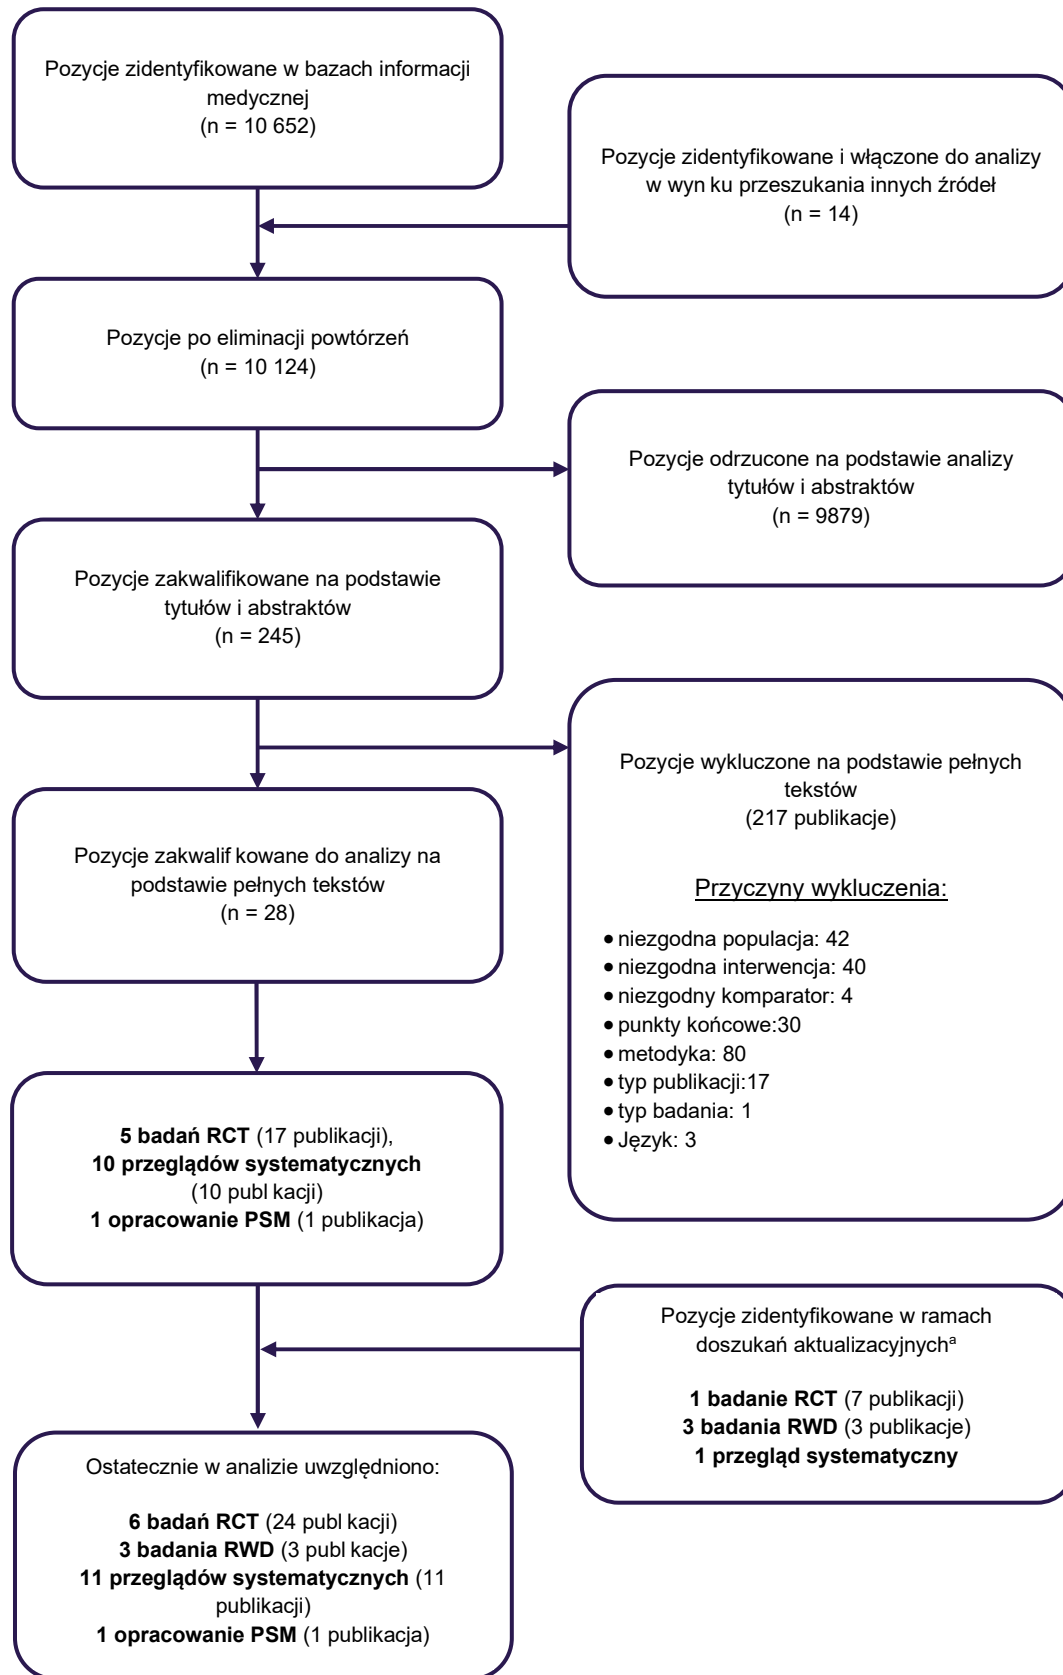 Pozycje zidentyfikowane w bazach informacji
medycznej
(n = 10 652)
Pozycje zidentyfikowane i włączone do analizy
w wyn ku przeszukania innych źródeł
(n = 14)
Pozycje po eliminacji powtórzeń
(n = 10 124)
Pozycje odrzucone na podstawie analizy
tytułów i abstraktów
(n = 9879)
Pozycje zakwalifikowane na podstawie
tytułów i abstraktów
(n = 245)
Pozycje wykluczone na podstawie pełnych
tekstów
(217 publikacje)
Przyczyny wykluczenia:
• niezgodna populacja: 42
• niezgodna interwencja: 40
• niezgodny komparator: 4
• punkty końcowe:30
• metodyka: 80
• typ publikacji:17
• typ badania: 1
• Język: 3
Pozycje zakwalif kowane do analizy na
podstawie pełnych tekstów
(n = 28)
5 badań RCT (17 publikacji),
10 przeglądów systematycznych
(10 publ kacji)
1 opracowanie PSM (1 publikacja)
Pozycje zidentyfikowane w ramach
doszukań aktualizacyjnychᵃ
1 badanie RCT (7 publikacji)
3 badania RWD (3 publikacje)
1 przegląd systematyczny
Ostatecznie w analizie uwzględniono:
6 badań RCT (24 publ kacji)
3 badania RWD (3 publ kacje)
11 przeglądów systematycznych (11
publikacji)
1 opracowanie PSM (1 publikacja)